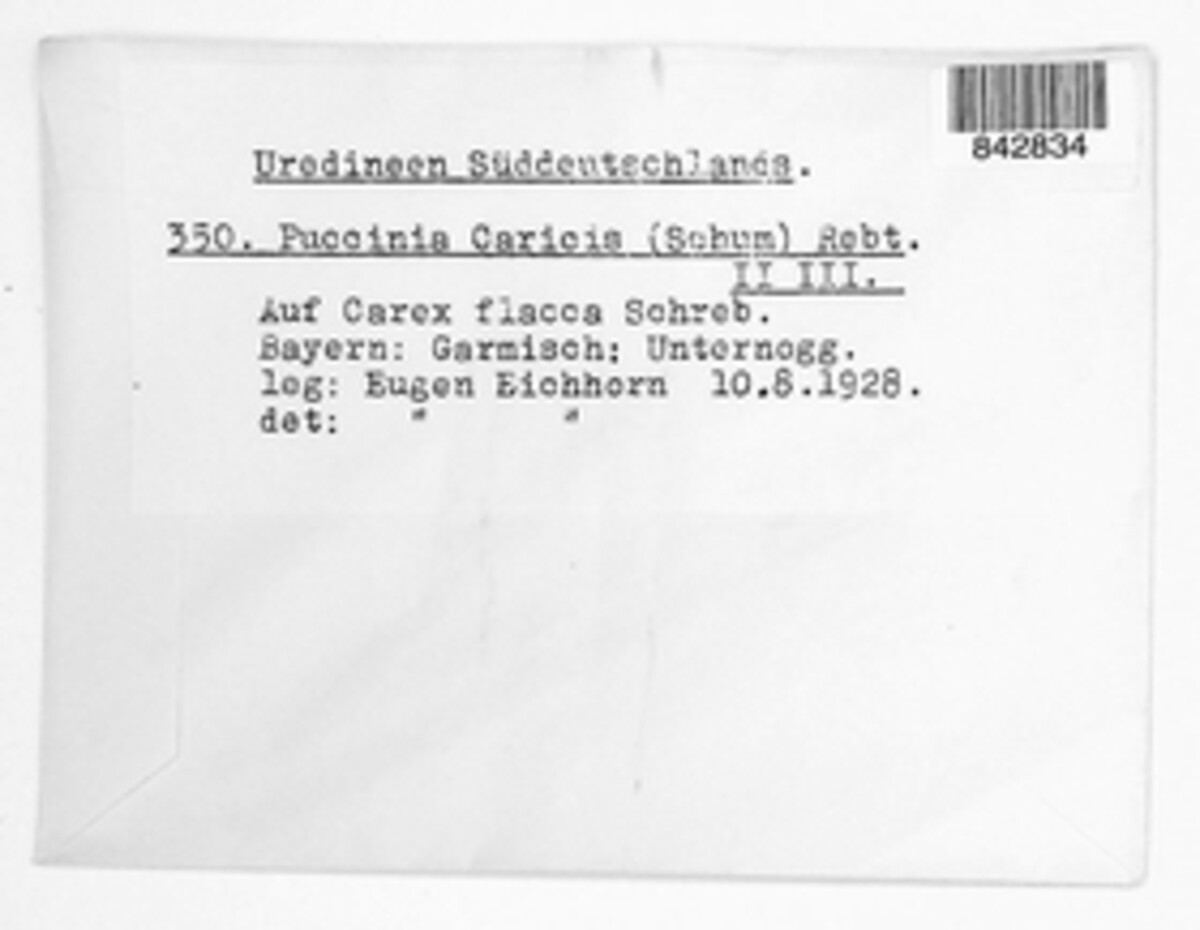 842834
Uredineen Süddeutschlands.
350. Puccinia Caricis (Schum) Rebt.
II III.
Auf Carex flacca Schreb.
Bayern: Garmisch: Unternogg.
leg: Eugen Eichhorn 10.8.1928.
det: " "